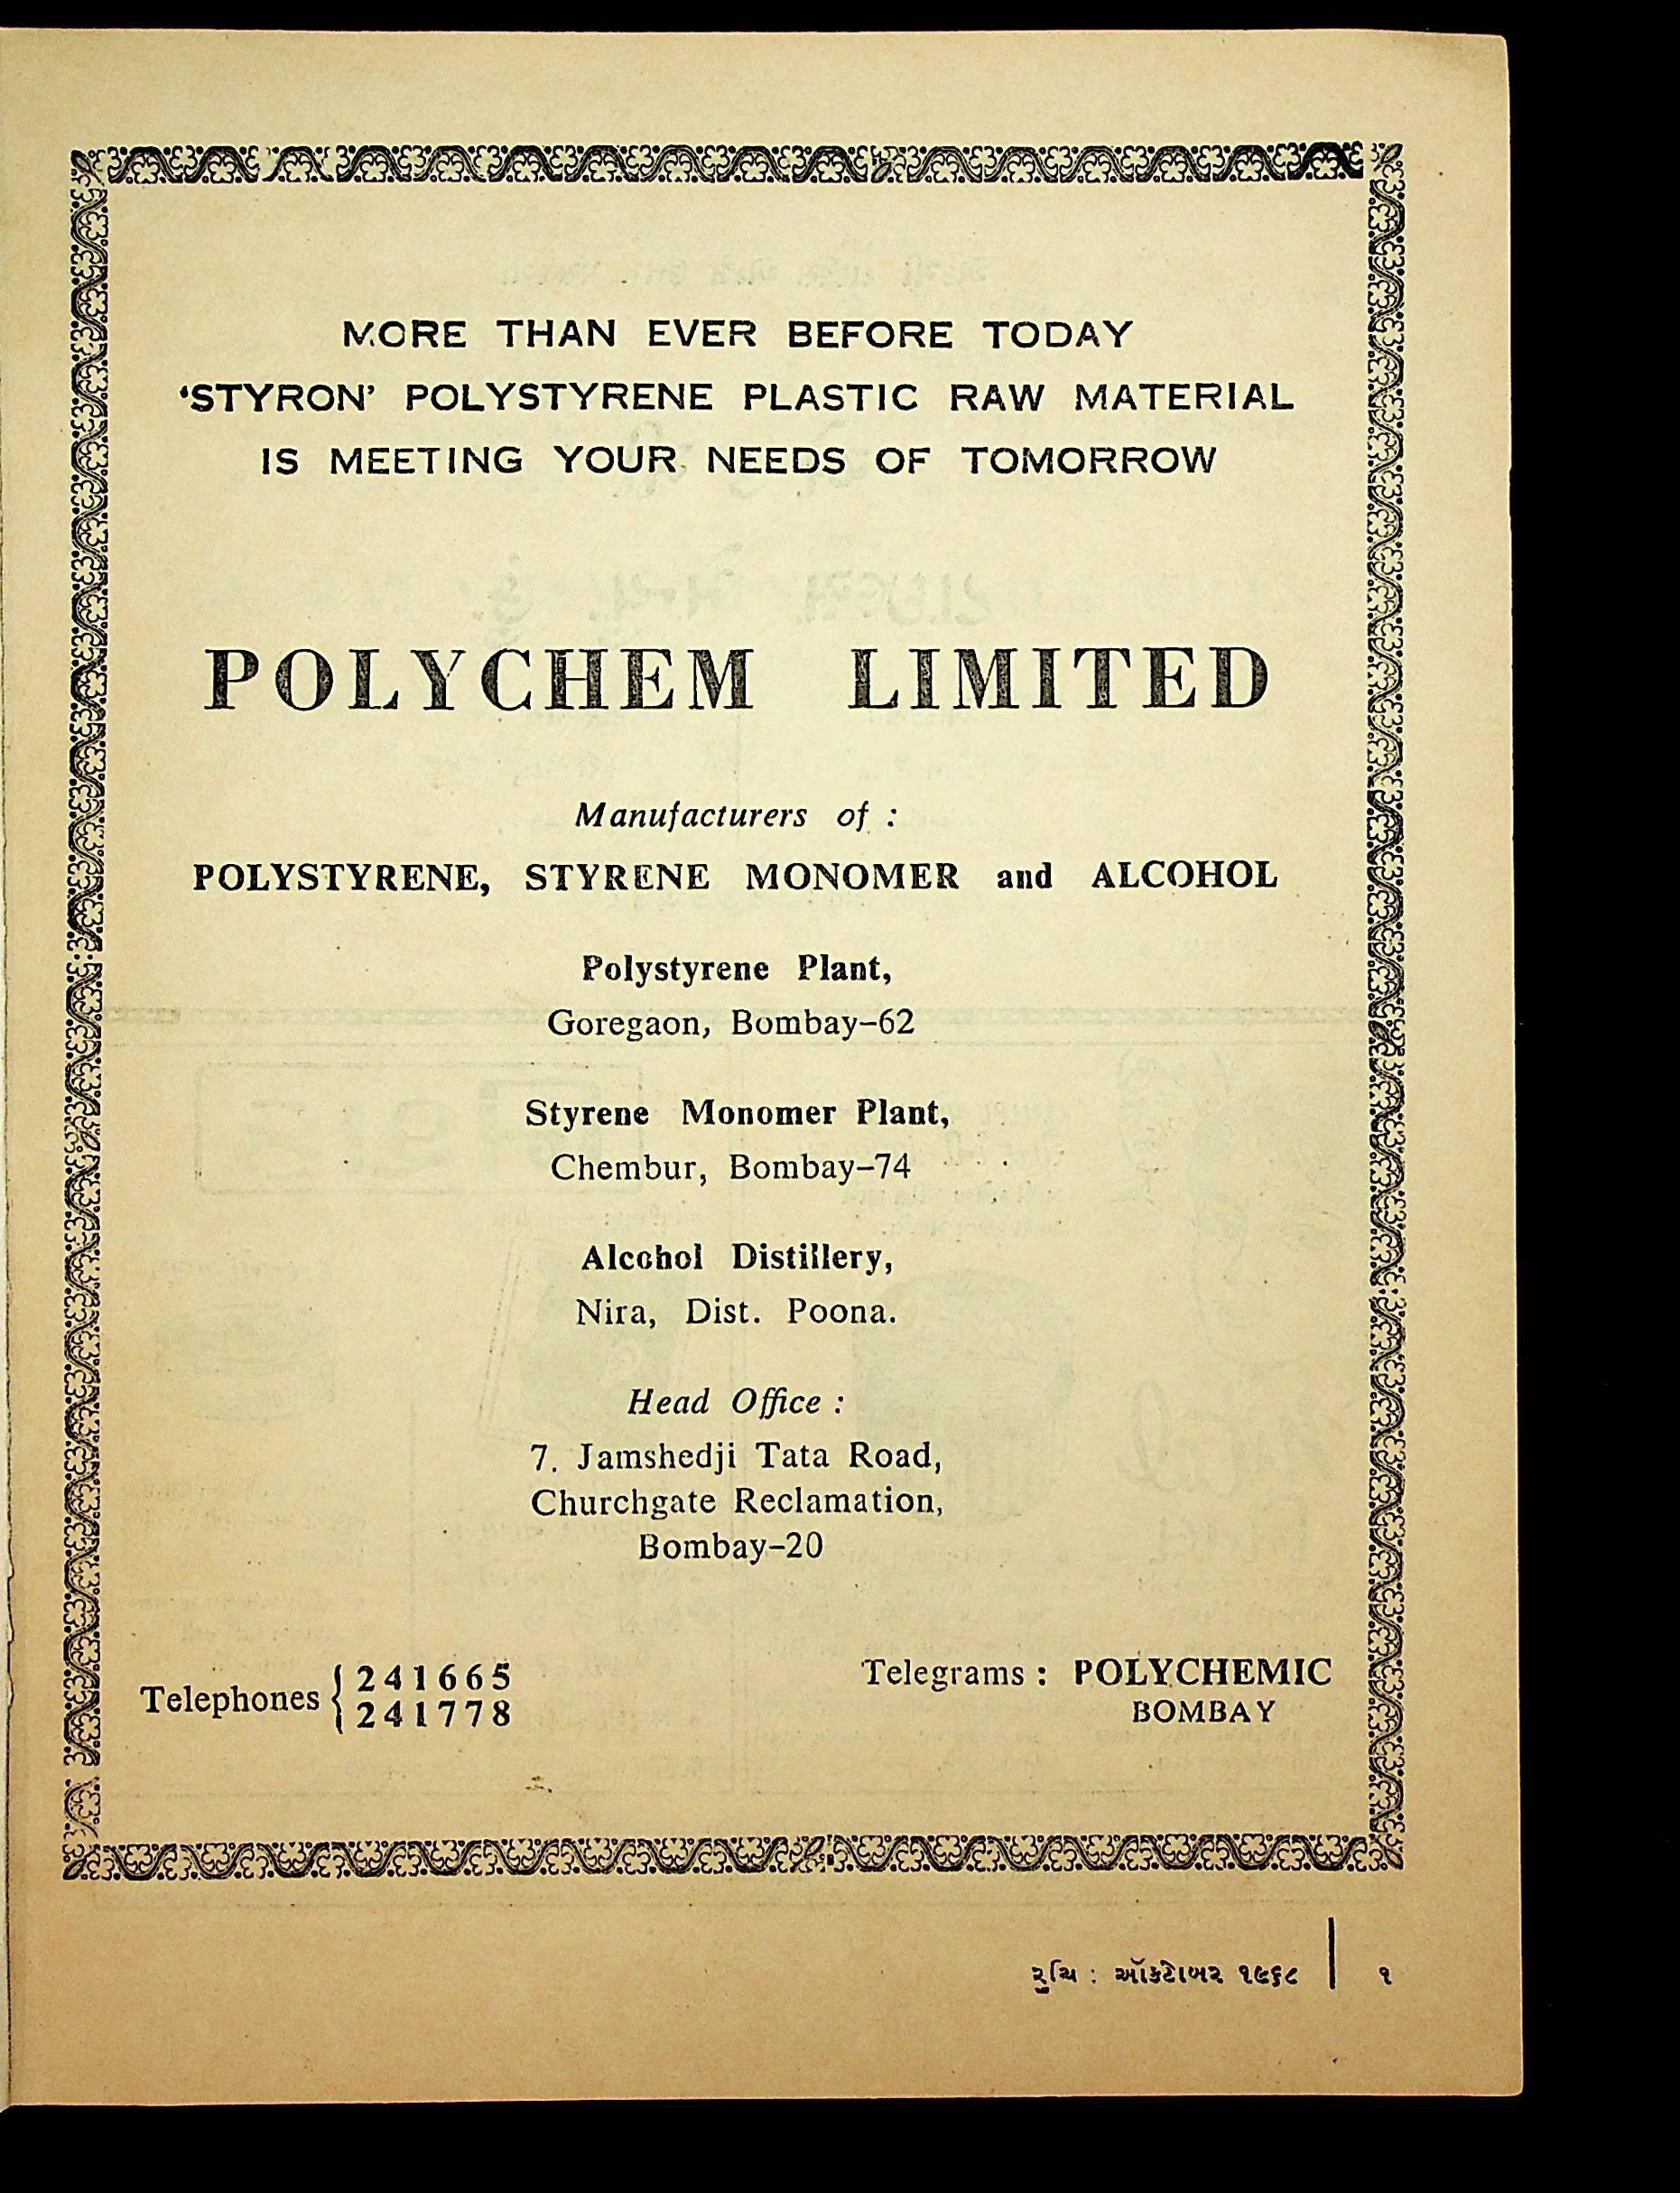 MORE THAN EVER BEFORE TODAY
‘STYRON’ POLYSTYRENE PLASTIC RAW MATERIAL
IS MEETING YOUR NEEDS OF TOMORROW
POLYCHEM LIMITED
Manufacturers of :
POLYSTYRENE, STYRENE MONOMER and ALCOHOL
Polystyrene Plant,
Goregaon, Bombay-62
Styrene Monomer Plant,
Chembur, Bombay-74
Alcohol Distillery,
Nira, Dist. Poona.
Head Office :
7. Jamshedji Tata Road,
Churchgate Reclamation,
Bombay-20
Telephones { 241665
241778
Telegrams : POLYCHEMIC
BOMBAY
રુચિ : ઑક્ટોબર ૧૯૬૮ | ૧